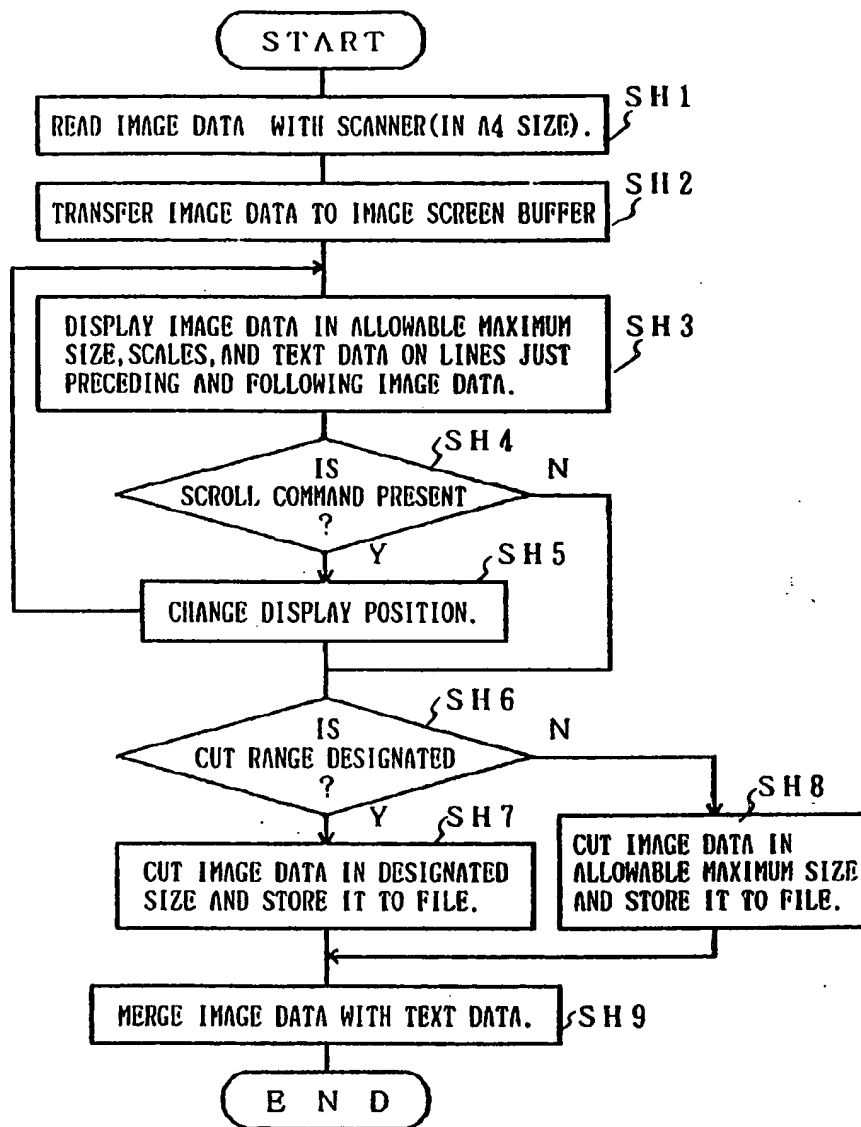 START
SH1
READ IMAGE DATA WITH SCANNER(IN A4 SIZE).
SH2
TRANSFER IMAGE DATA TO IMAGE SCREEN BUFFER
DISPLAY IMAGE DATA IN ALLOWABLE MAXIMUM
SIZE,SCALES,AND TEXT DATA ON LINES JUST
PRECEDING AND FOLLOWING IMAGE DATA.
SH3
SH4
IS
SCROLL COMMAND PRESENT
?
N
Y
SH5
CHANGE DISPLAY POSITION.
SH6
IS
CUT RANGE DESIGNATED
?
N
Y
SH7
CUT IMAGE DATA IN DESIGNATED
SIZE AND STORE IT TO FILE.
SH8
CUT IMAGE DATA IN
ALLOWABLE MAXIMUM SIZE
AND STORE IT TO FILE.
MERGE IMAGE DATA WITH TEXT DATA.
SH9
END